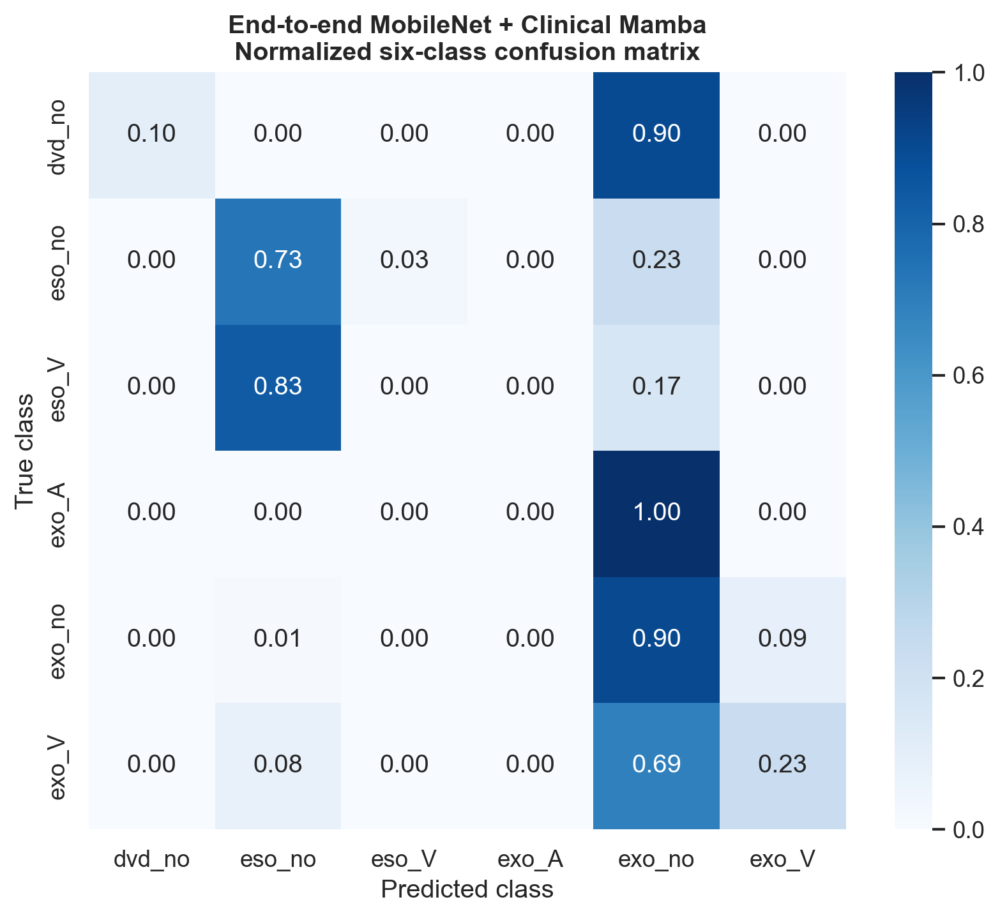 End-to-end MobileNet + Clinical Mamba
Normalized six-class confusion matrix
True class
dvd_no 0.10 0.00 0.00 0.00 0.90 0.00
eso_no 0.00 0.73 0.03 0.00 0.23 0.00
eso_V 0.00 0.83 0.00 0.00 0.17 0.00
exo_A 0.00 0.00 0.00 0.00 1.00 0.00
exo_no 0.00 0.01 0.00 0.00 0.90 0.09
exo_V 0.00 0.08 0.00 0.00 0.69 0.23
dvd_no eso_no eso_V exo_A exo_no exo_V
Predicted class
1.0
0.8
0.6
0.4
0.2
0.0